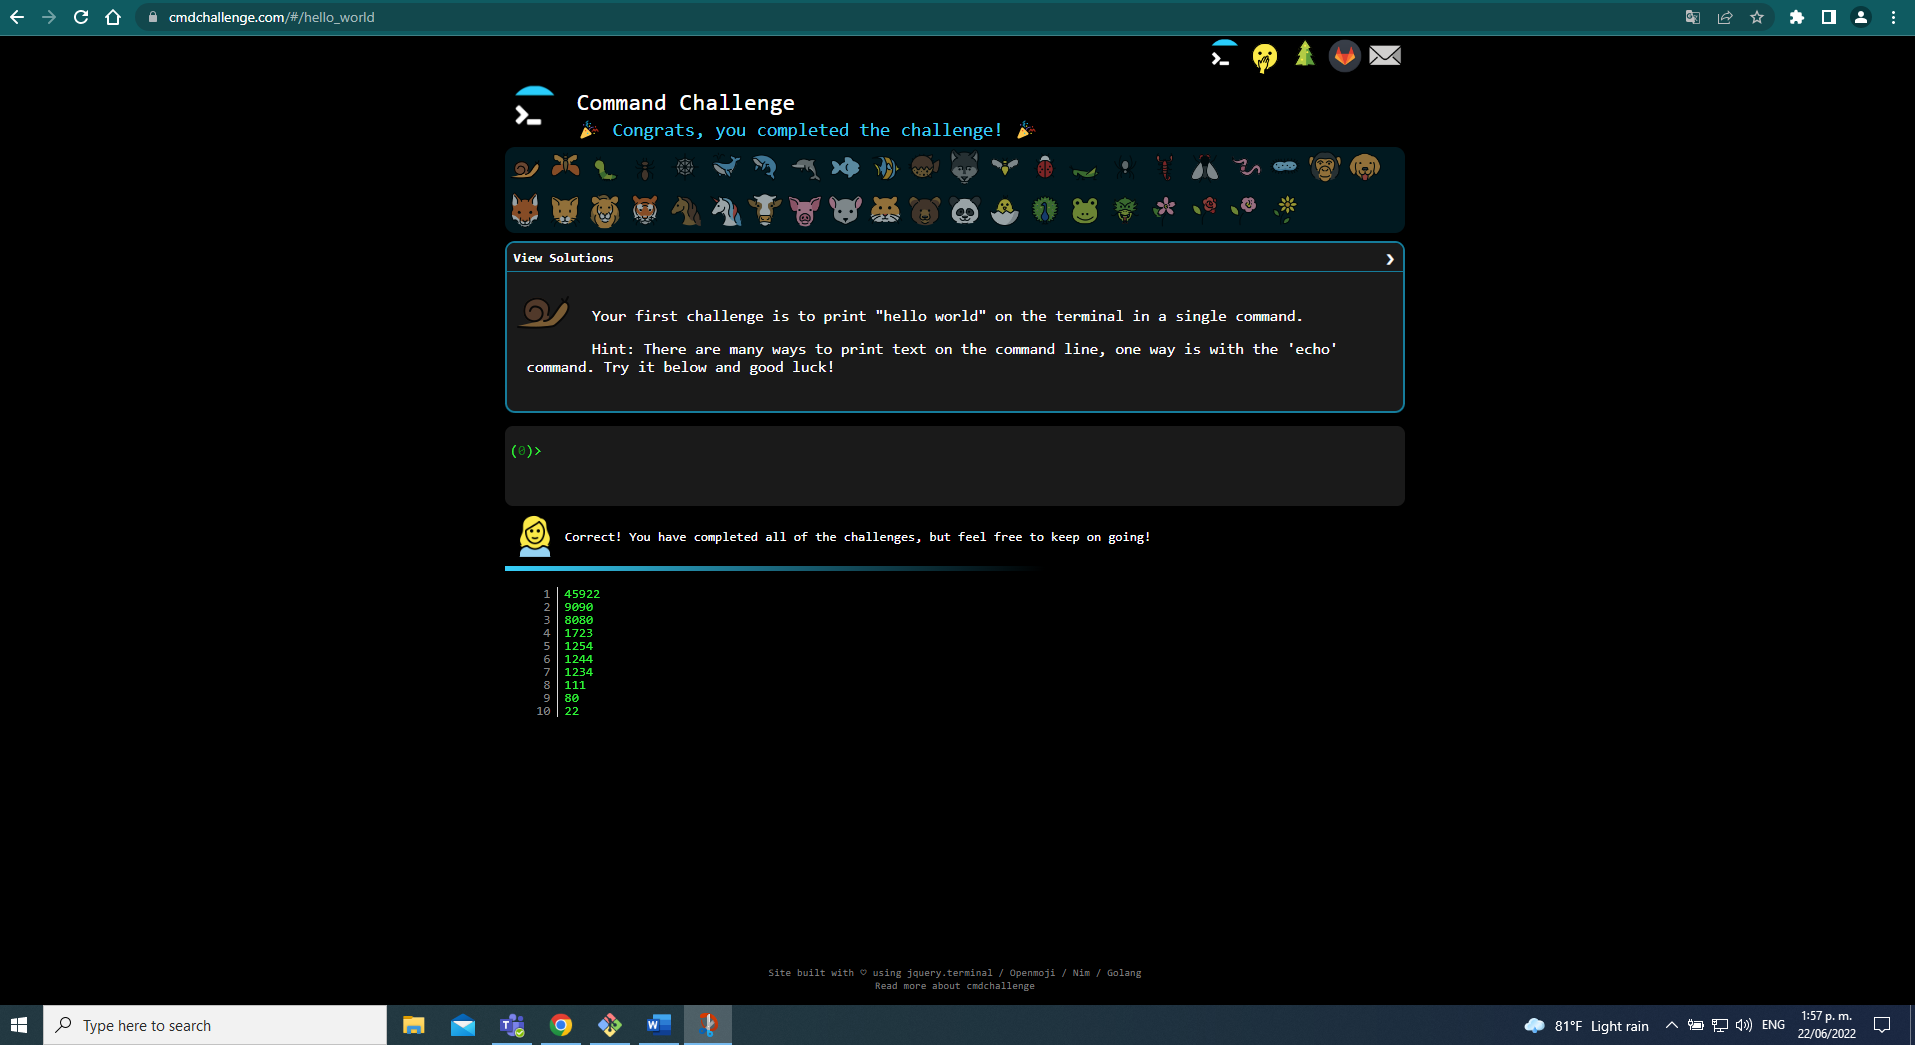 cmdchallenge.com/#/hello_world
Command Challenge
Congrats, you completed the challenge!
View Solutions
Your first challenge is to print "hello world" on the terminal in a single command.
Hint: There are many ways to print text on the command line, one way is with the 'echo'
command. Try it below and good luck!
(0)>
Correct! You have completed all of the challenges, but feel free to keep on going!
1 45922
2 9090
3 8080
4 1723
5 1254
6 1244
7 1234
8 111
9 80
10 22
Site built with ♡ using jquery.terminal / Openmoji / Nim / Golang
Read more about cmdchallenge
Type here to search
81°F Light rain
ENG
1:57 p. m.
22/06/2022